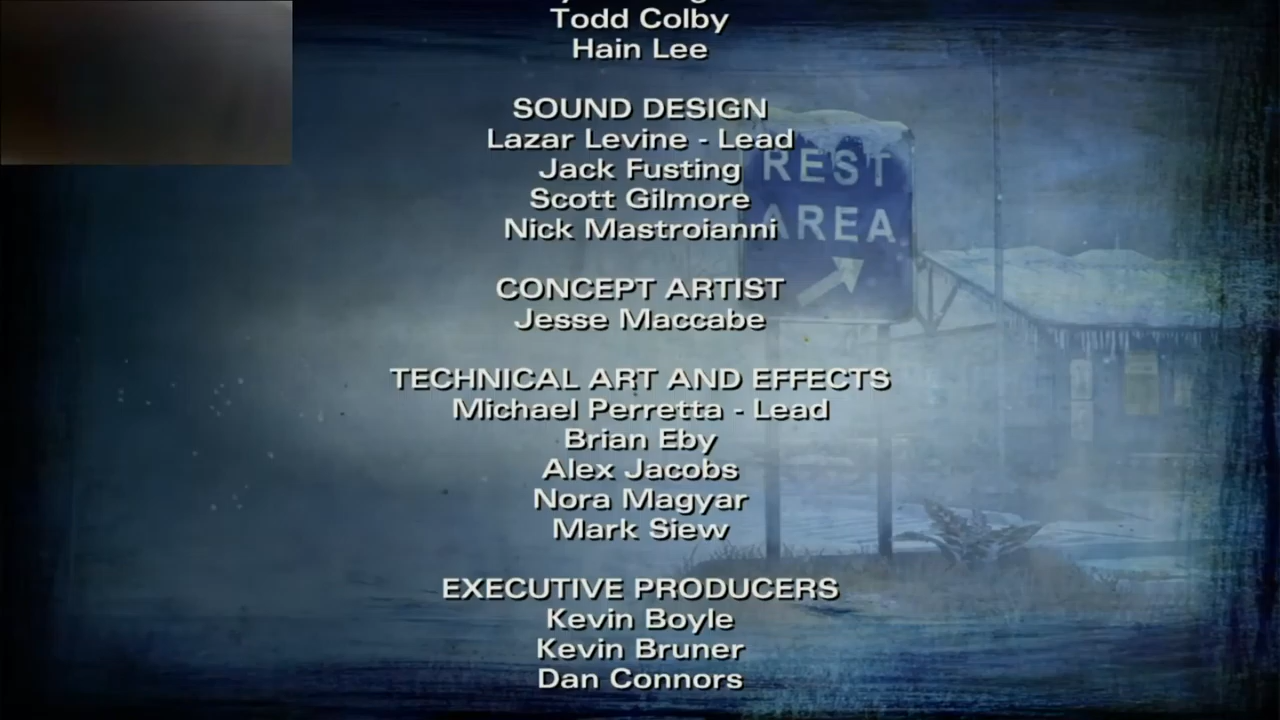 Todd Colby
Hain Lee
SOUND DESIGN
Lazar Levine - Lead
Jack Fusting
Scott Gilmore
Nick Mastroianni
REST
AREA
CONCEPT ARTIST
Jesse Maccabe
TECHNICAL ART AND EFFECTS
Michael Perretta - Lead
Brian Eby
Alex Jacobs
Nora Magyar
Mark Siew
EXECUTIVE PRODUCERS
Kevin Boyle
Kevin Bruner
Dan Connors